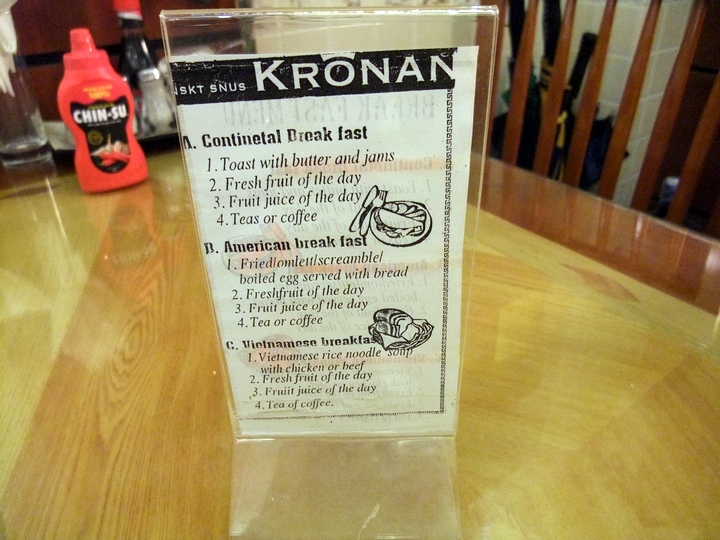 NSKT SNUS KRONAN
A. Continetal Break fast
1. Toast with butter and jams
2. Fresh fruit of the day
3. Fruit juice of the day
4. Teas or coffee
B. American break fast
1. Fried/omlett/screamble/
boiled egg served with bread
2. Freshfruit of the day
3. Fruit juice of the day
4. Tea or coffee
C. Vietnamese breakfas
1. Vietnamese rice noodle soup
with chicken or beef
2. Fresh fruit of the day
3. Fruiit juice of the day
4. Tea of coffee.
CHIN-SU